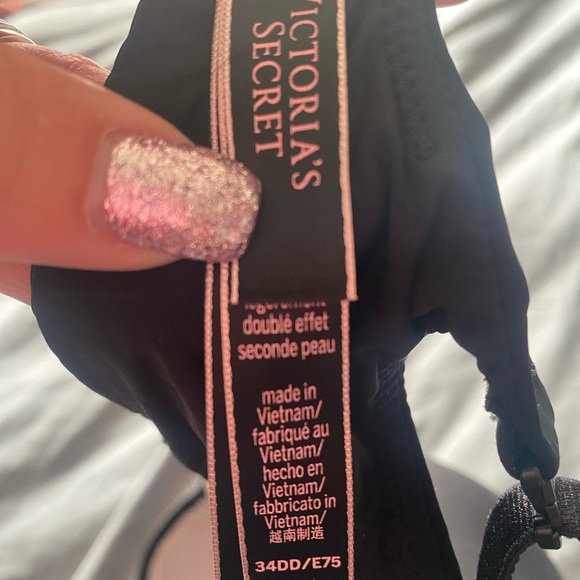 VICTORIA'S
SECRET
légèrement
doublé effet
seconde peau
made in
Vietnam/
fabriqué au
Vietnam/
hecho en
Vietnam/
fabbricato in
Vietnam/
越南制造
34DD/E75